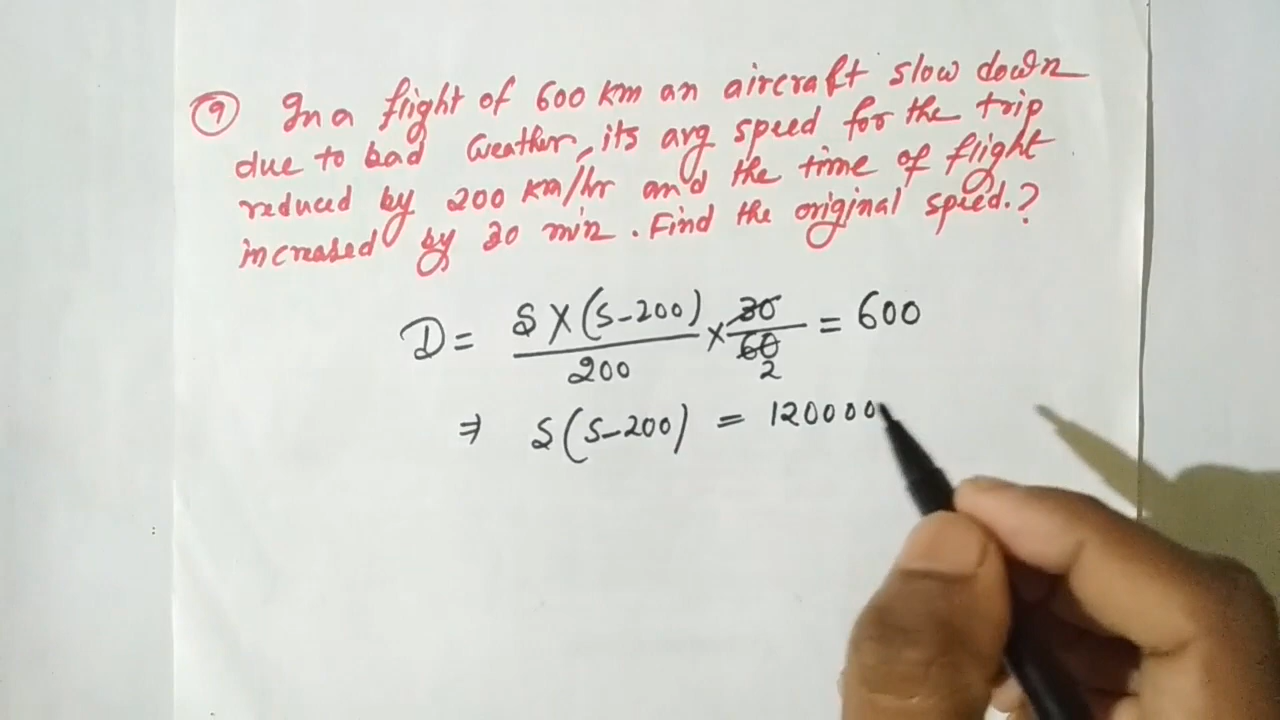 9 In a flight of 600 km an aircraft slow down
due to bad weather, its avg speed for the trip
reduced by 200 km/hr and the time of flight
increased by 30 min. Find the original speed.?
D = S × (S-200) / 200 × 30 / 60 2 = 600
⇒ S(S-200) = 120000